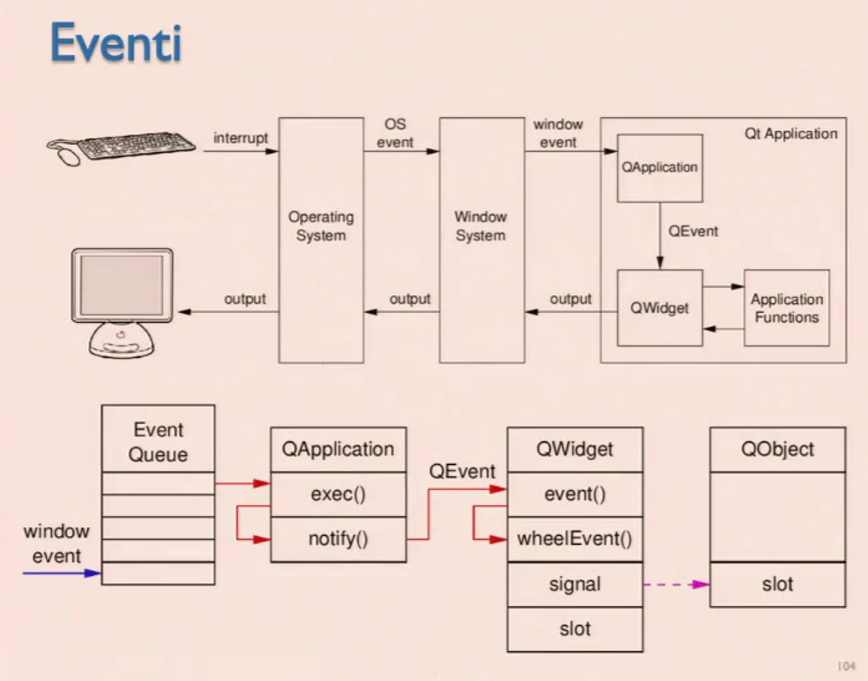 Eventi
interrupt
OS
event
window
event
Qt Application
QApplication
Operating
System
Window
System
QEvent
output
output
output
QWidget
Application
Functions
Event
Queue
QApplication
QEvent
QWidget
QObject
exec()
event()
window
event
notify()
wheelEvent()
signal
slot
slot
104